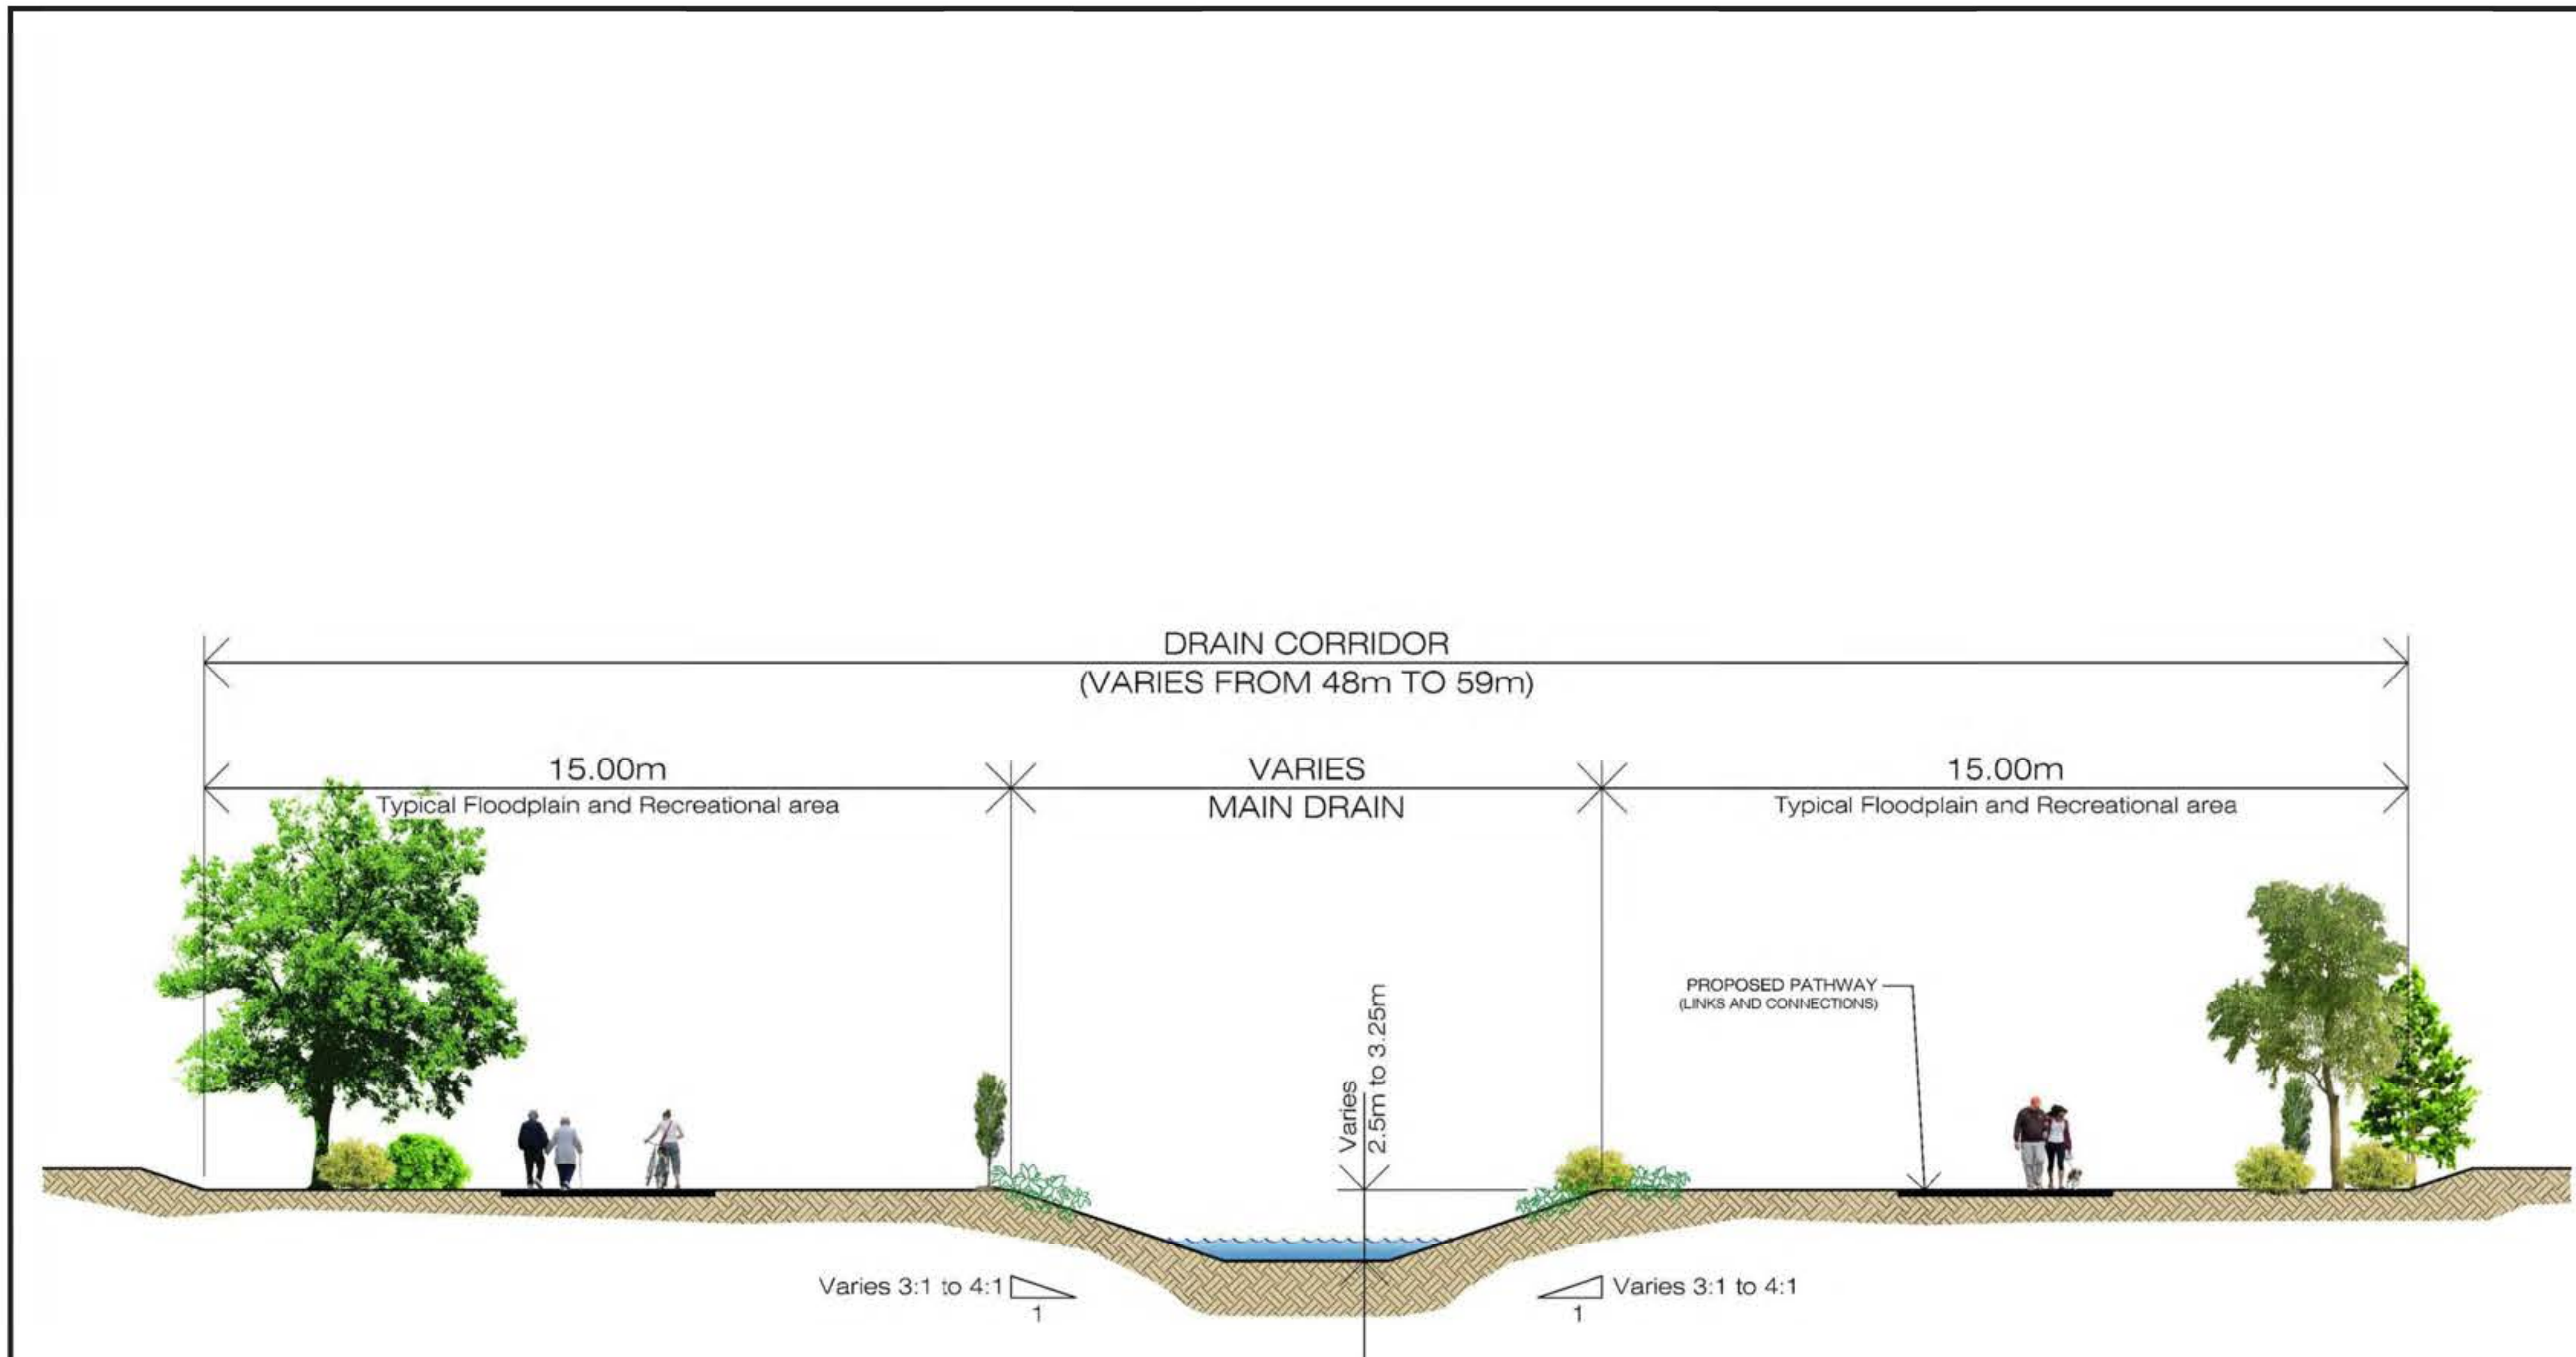 DRAIN CORRIDOR
(VARIES FROM 48m TO 59m)
15.00m
Typical Floodplain and Recreational area
VARIES
MAIN DRAIN
15.00m
Typical Floodplain and Recreational area
Varies
2.5m to 3.25m
PROPOSED PATHWAY
(LINKS AND CONNECTIONS)
Varies 3:1 to 4:1
1
Varies 3:1 to 4:1
1